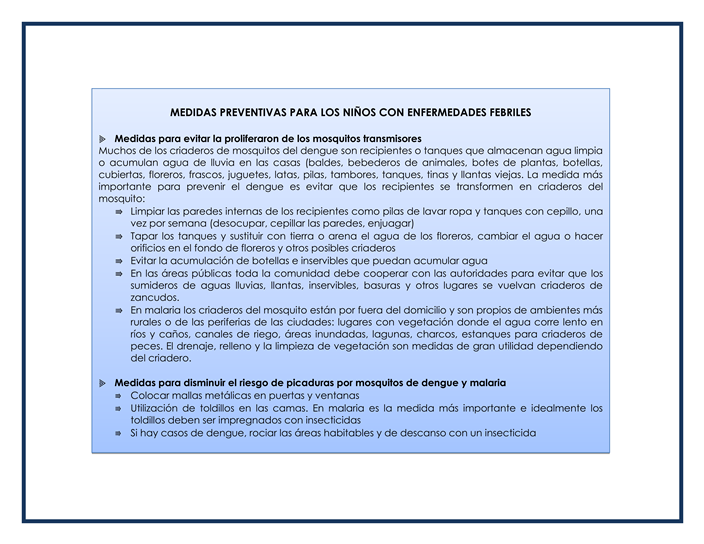 MEDIDAS PREVENTIVAS PARA LOS NIÑOS CON ENFERMEDADES FEBRILES
Medidas para evitar la proliferaron de los mosquitos transmisores
Muchos de los criaderos de mosquitos del dengue son recipientes o tanques que almacenan agua limpia
o acumulan agua de lluvia en las casas (baldes, bebederos de animales, botes de plantas, botellas,
cubiertas, floreros, frascos, juguetes, latas, pilas, tambores, tanques, tinas y llantas viejas. La medida más
importante para prevenir el dengue es evitar que los recipientes se transformen en criaderos del
mosquito:
Limpiar las paredes internas de los recipientes como pilas de lavar ropa y tanques con cepillo, una
vez por semana (desocupar, cepillar las paredes, enjuagar)
Tapar los tanques y sustituir con tierra o arena el agua de los floreros, cambiar el agua o hacer
orificios en el fondo de floreros y otros posibles criaderos
Evitar la acumulación de botellas e inservibles que puedan acumular agua
En las áreas públicas toda la comunidad debe cooperar con las autoridades para evitar que los
sumideros de aguas lluvias, llantas, inservibles, basuras y otros lugares se vuelvan criaderos de
zancudos.
En malaria los criaderos del mosquito están por fuera del domicilio y son propios de ambientes más
rurales o de las periferias de las ciudades: lugares con vegetación donde el agua corre lento en
ríos y caños, canales de riego, áreas inundadas, lagunas, charcos, estanques para criaderos de
peces. El drenaje, relleno y la limpieza de vegetación son medidas de gran utilidad dependiendo
del criadero.
Medidas para disminuir el riesgo de picaduras por mosquitos de dengue y malaria
Colocar mallas metálicas en puertas y ventanas
Utilización de toldillos en las camas. En malaria es la medida más importante e idealmente los
toldillos deben ser impregnados con insecticidas
Si hay casos de dengue, rociar las áreas habitables y de descanso con un insecticida